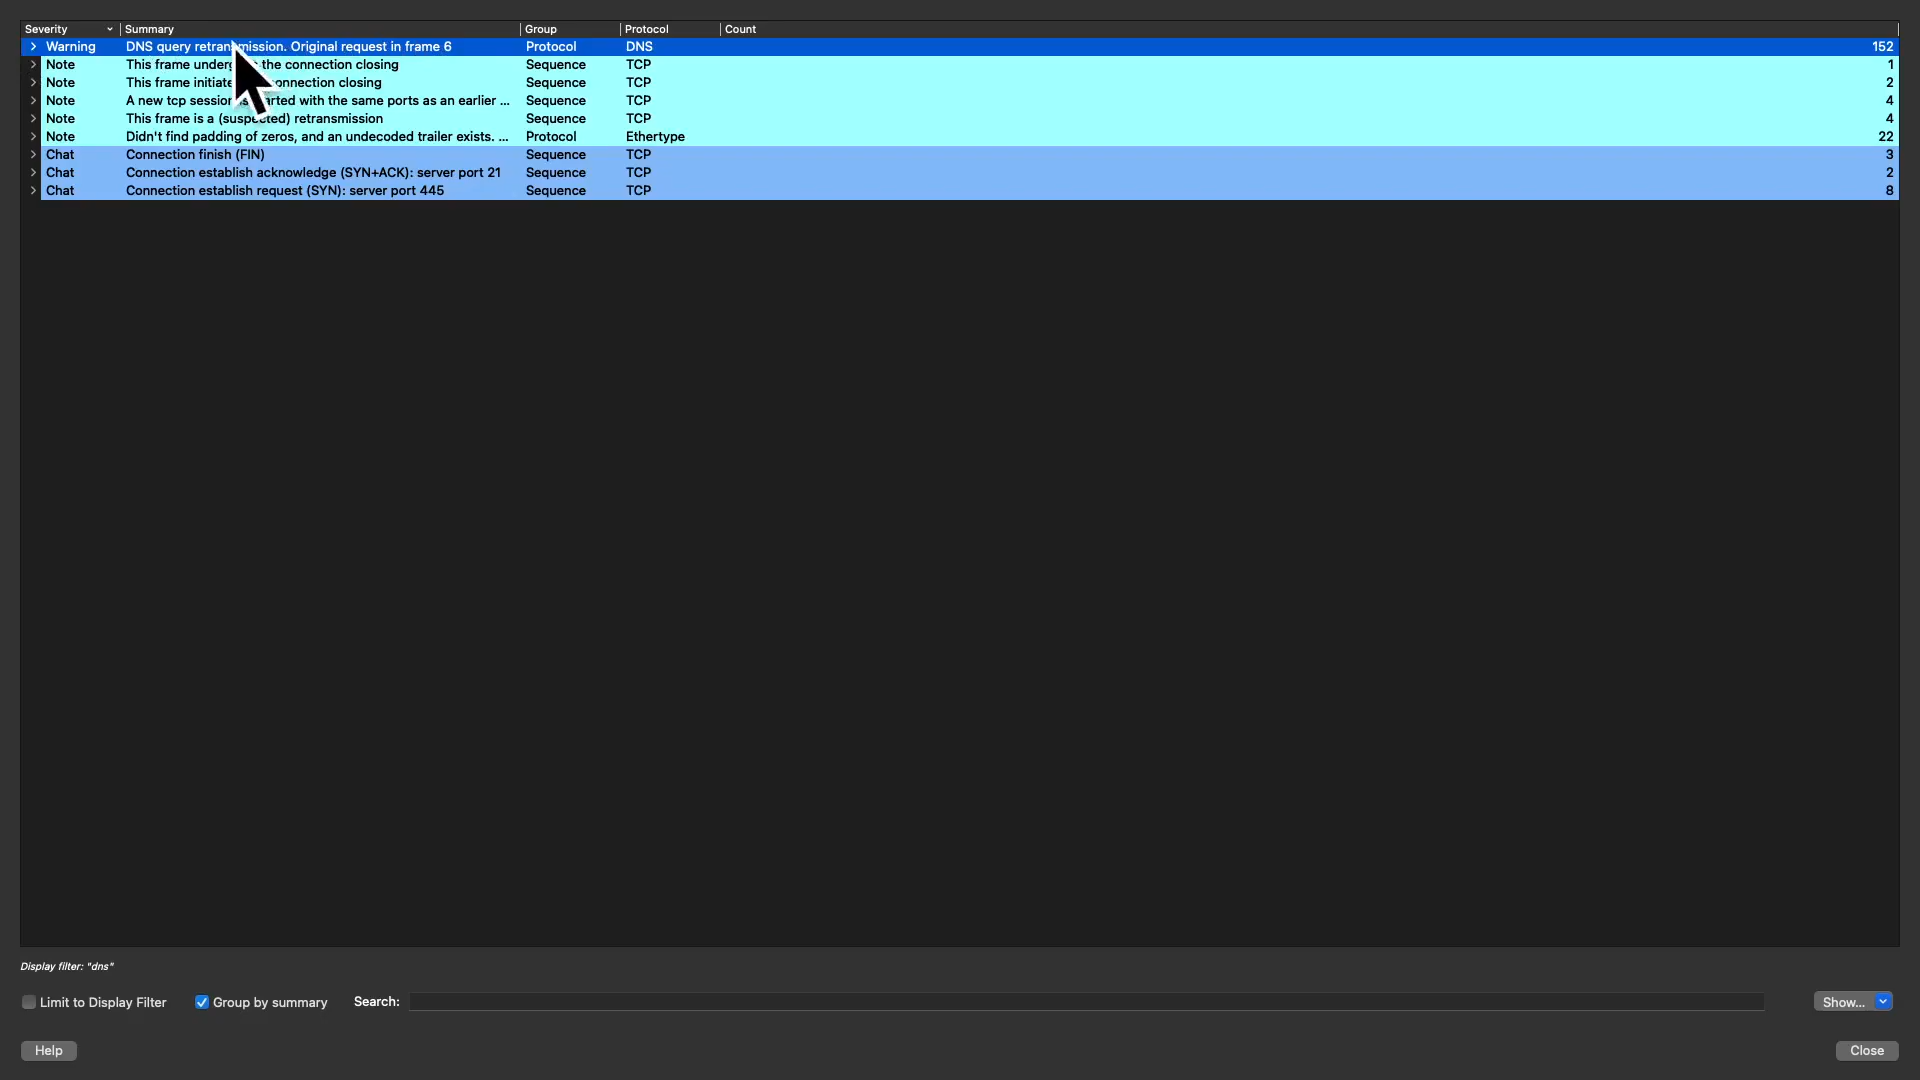 Severity Summary Group Protocol Count
Warning DNS query retransmission. Original request in frame 6 Protocol DNS 152
Note This frame under the connection closing Sequence TCP 1
Note This frame initiate onnection closing Sequence TCP 2
Note A new tcp session arted with the same ports as an earlier ... Sequence TCP 4
Note This frame is a (suspected) retransmission Sequence TCP 4
Note Didn't find padding of zeros, and an undecoded trailer exists. ... Protocol Ethertype 22
Chat Connection finish (FIN) Sequence TCP 3
Chat Connection establish acknowledge (SYN+ACK): server port 21 Sequence TCP 2
Chat Connection establish request (SYN): server port 445 Sequence TCP 8
Display filter: "dns"
Limit to Display Filter Group by summary Search: Show...
Help Close